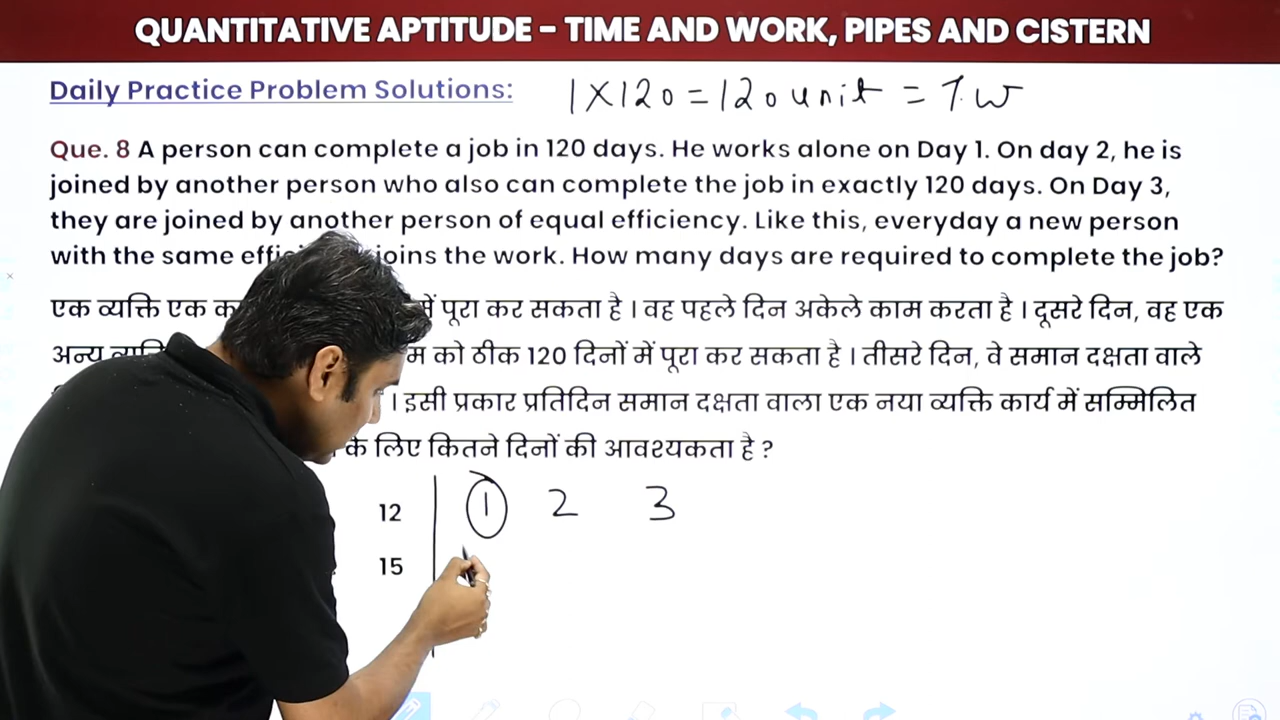 QUANTITATIVE APTITUDE - TIME AND WORK, PIPES AND CISTERN
Daily Practice Problem Solutions: 1×120 = 120 unit = T.W
Que. 8 A person can complete a job in 120 days. He works alone on Day 1. On day 2, he is
joined by another person who also can complete the job in exactly 120 days. On Day 3,
they are joined by another person of equal efficiency. Like this, everyday a new person
with the same joins the work. How many days are required to complete the job?
एक व्यक्ति एक में पूरा कर सकता है । वह पहले दिन अकेले काम करता है । दूसरे दिन, वह एक
अन्य को ठीक 120 दिनों में पूरा कर सकता है । तीसरे दिन, वे समान दक्षता वाले
। इसी प्रकार प्रतिदिन समान दक्षता वाला एक नया व्यक्ति कार्य में सम्मिलित
के लिए कितने दिनों की आवश्यकता है ?
12 1 2 3
15